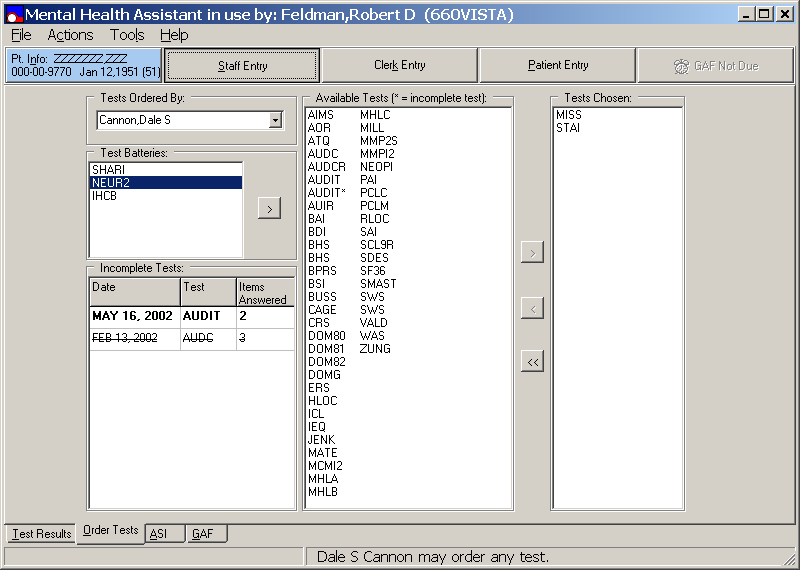 Mental Health Assistant in use by: Feldman,Robert D (660VISTA)
File Actions Tools Help
Pt. Info: ZZZZZZZZ,ZZZ
000-00-9770 Jan 12,1951 (51)
Staff Entry
Clerk Entry
Patient Entry
GAF Not Due
Tests Ordered By:
Cannon,Dale S
Test Batteries:
SHARI
NEUR2
IHCB
>
Incomplete Tests:
Date Test Items Answered
MAY 16, 2002 AUDIT 2
FEB 13, 2002 AUDC 3
Available Tests (* = incomplete test):
AIMS MHLC
AOR MILL
ATQ MMP2S
AUDC MMPI2
AUDCR NEOPI
AUDIT PAI
AUDIT* PCLC
AUIR PCLM
BAI RLOC
BDI SAI
BHS SCL9R
BHS SDES
BPRS SF36
BSI SMAST
BUSS SWS
CAGE SWS
CRS VALD
DOM80 WAS
DOM81 ZUNG
DOM82
DOMG
ERS
HLOC
ICL
IEQ
JENK
MATE
MCMI2
MHLA
MHLB
>
<
<<
Tests Chosen:
MISS
STAI
Test Results Order Tests ASI GAF
Dale S Cannon may order any test.